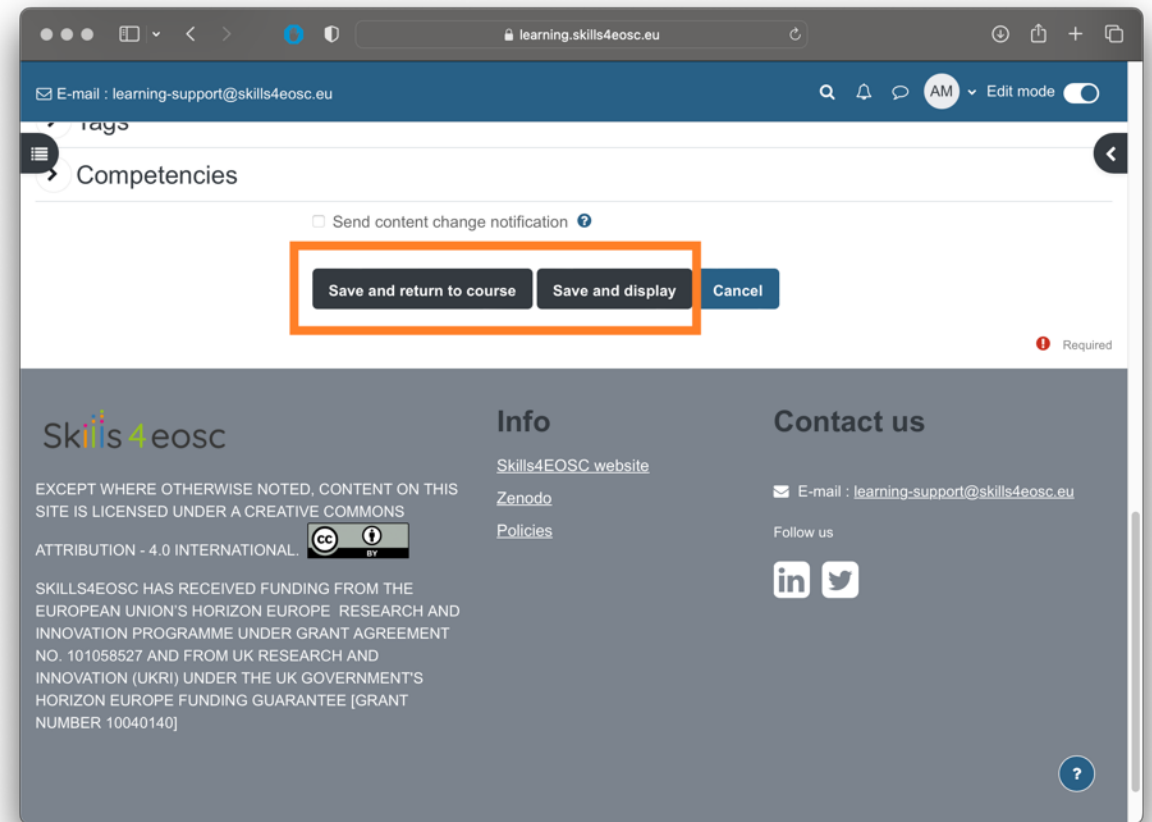 learning.skills4eosc.eu
E-mail : learning-support@skills4eosc.eu
AM
Edit mode
Tags
Competencies
Send content change notification ?
Save and return to course
Save and display
Cancel
! Required
Skills 4 eosc
EXCEPT WHERE OTHERWISE NOTED, CONTENT ON THIS
SITE IS LICENSED UNDER A CREATIVE COMMONS
ATTRIBUTION - 4.0 INTERNATIONAL.
cc
BY
SKILLS4EOSC HAS RECEIVED FUNDING FROM THE
EUROPEAN UNION'S HORIZON EUROPE RESEARCH AND
INNOVATION PROGRAMME UNDER GRANT AGREEMENT
NO. 101058527 AND FROM UK RESEARCH AND
INNOVATION (UKRI) UNDER THE UK GOVERNMENT'S
HORIZON EUROPE FUNDING GUARANTEE [GRANT
NUMBER 10040140]
Info
Skills4EOSC website
Zenodo
Policies
Contact us
E-mail : learning-support@skills4eosc.eu
Follow us
in
?